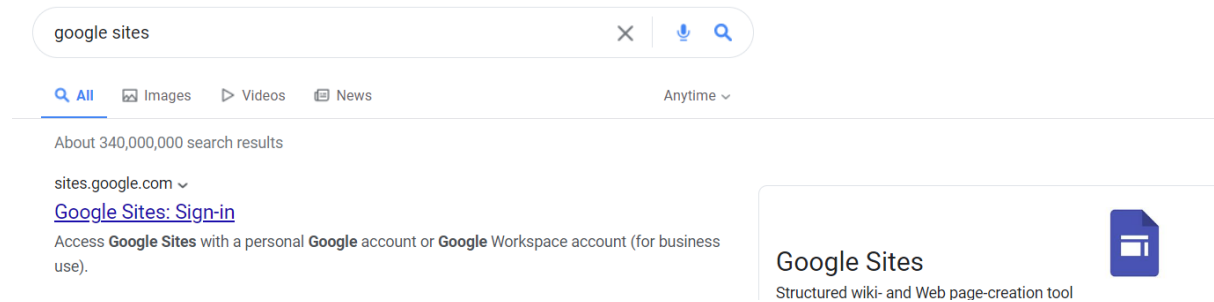 google sites
All Images Videos News Anytime
About 340,000,000 search results
sites.google.com
Google Sites: Sign-in
Access Google Sites with a personal Google account or Google Workspace account (for business
use).
Google Sites
Structured wiki- and Web page-creation tool